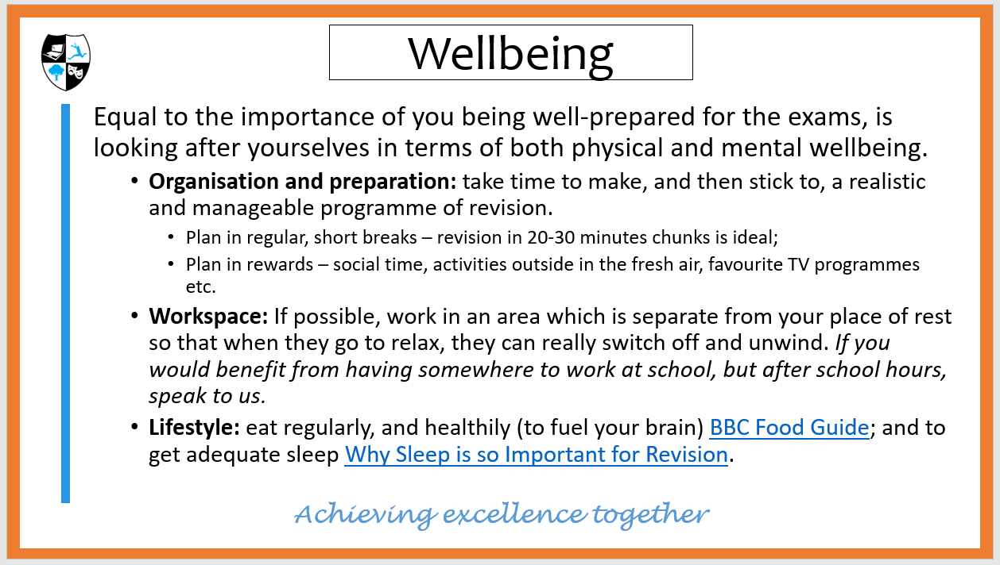 Wellbeing
Equal to the importance of you being well-prepared for the exams, is
looking after yourselves in terms of both physical and mental wellbeing.
• Organisation and preparation: take time to make, and then stick to, a realistic
and manageable programme of revision.
• Plan in regular, short breaks – revision in 20-30 minutes chunks is ideal;
• Plan in rewards – social time, activities outside in the fresh air, favourite TV programmes
etc.
• Workspace: If possible, work in an area which is separate from your place of rest
so that when they go to relax, they can really switch off and unwind. If you
would benefit from having somewhere to work at school, but after school hours,
speak to us.
• Lifestyle: eat regularly, and healthily (to fuel your brain) BBC Food Guide; and to
get adequate sleep Why Sleep is so Important for Revision.
Achieving excellence together